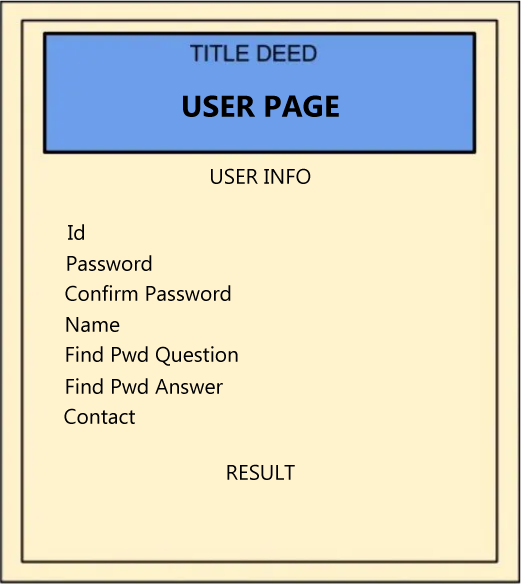 TITLE DEED
USER PAGE
USER INFO
Id
Password
Confirm Password
Name
Find Pwd Question
Find Pwd Answer
Contact
RESULT